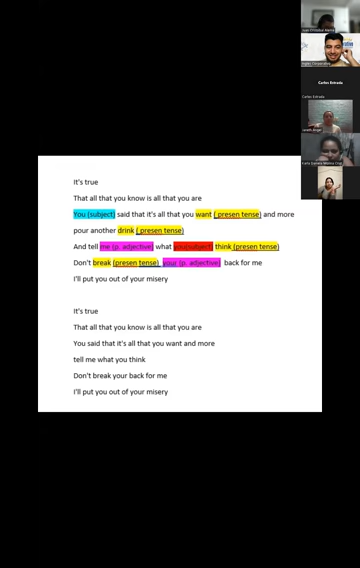 Carlos Estrada
Carlos Estrada
It's true
That all that you know is all that you are
You (subject) said that it's all that you want ( presen tense) and more
pour another drink ( presen tense)
And tell me (p. adjective) what you(subject) think (presen tense)
Don't break (presen tense) your (p. adjective) back for me
I'll put you out of your misery
It's true
That all that you know is all that you are
You said that it's all that you want and more
tell me what you think
Don't break your back for me
I'll put you out of your misery